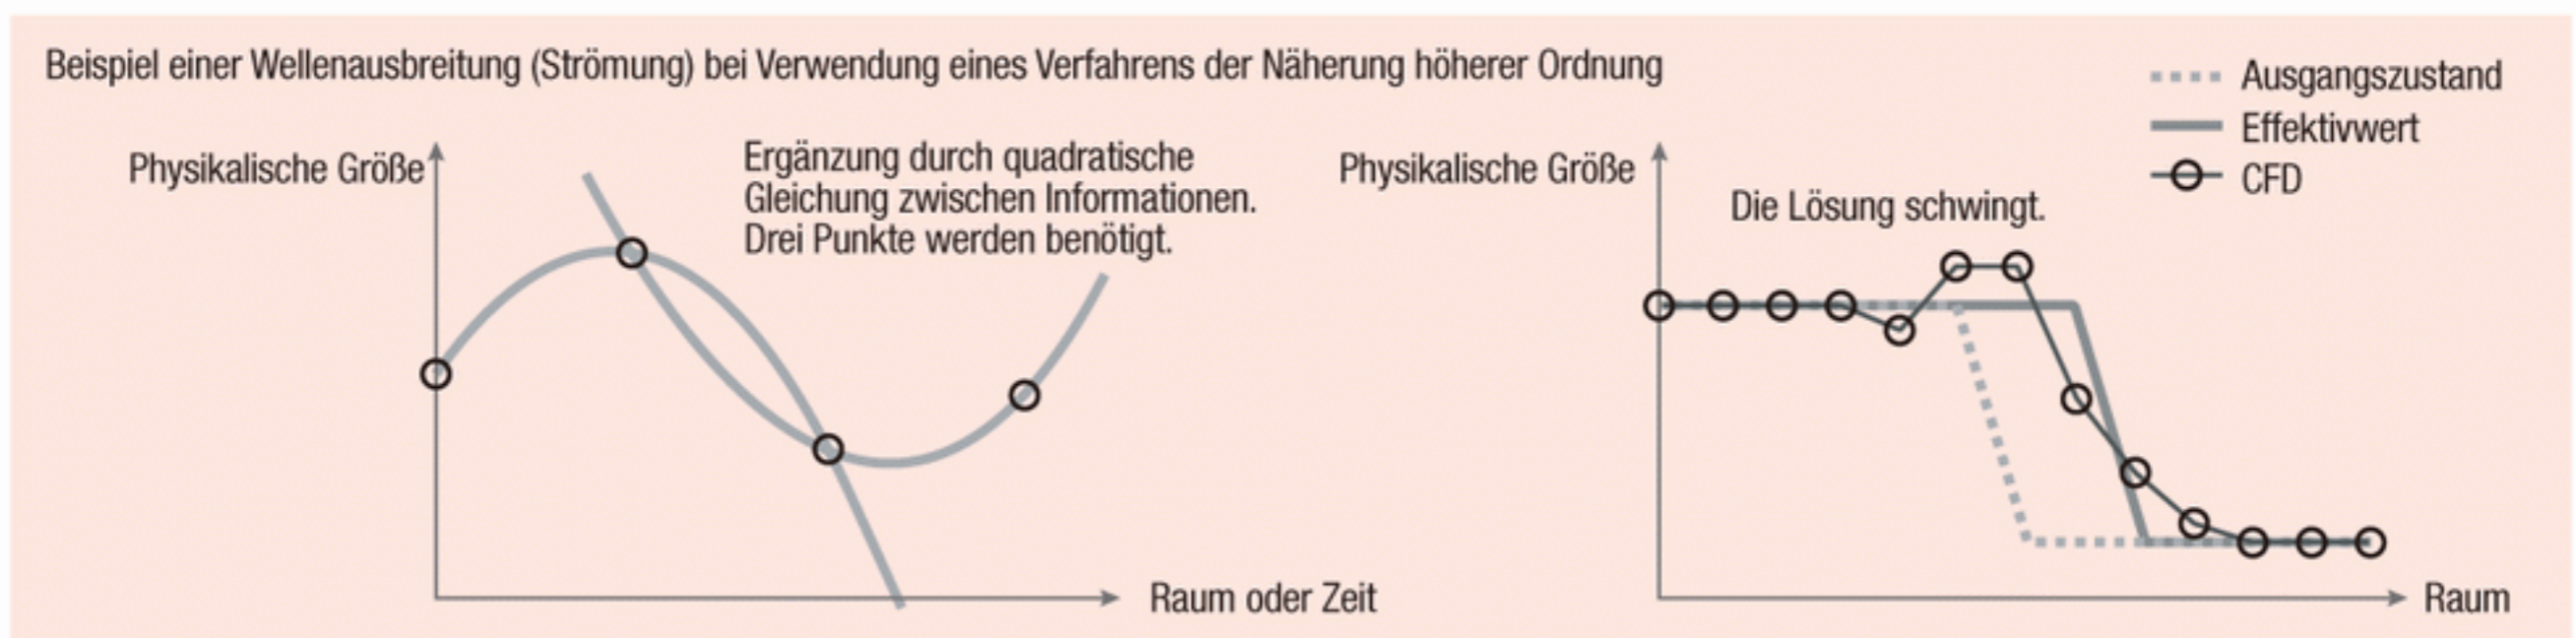 Beispiel einer Wellenausbreitung (Strömung) bei Verwendung eines Verfahrens der Näherung höherer Ordnung
Physikalische Größe
Ergänzung durch quadratische
Gleichung zwischen Informationen.
Drei Punkte werden benötigt.
Raum oder Zeit
Physikalische Größe
Die Lösung schwingt.
Ausgangszustand
Effektivwert
CFD
Raum